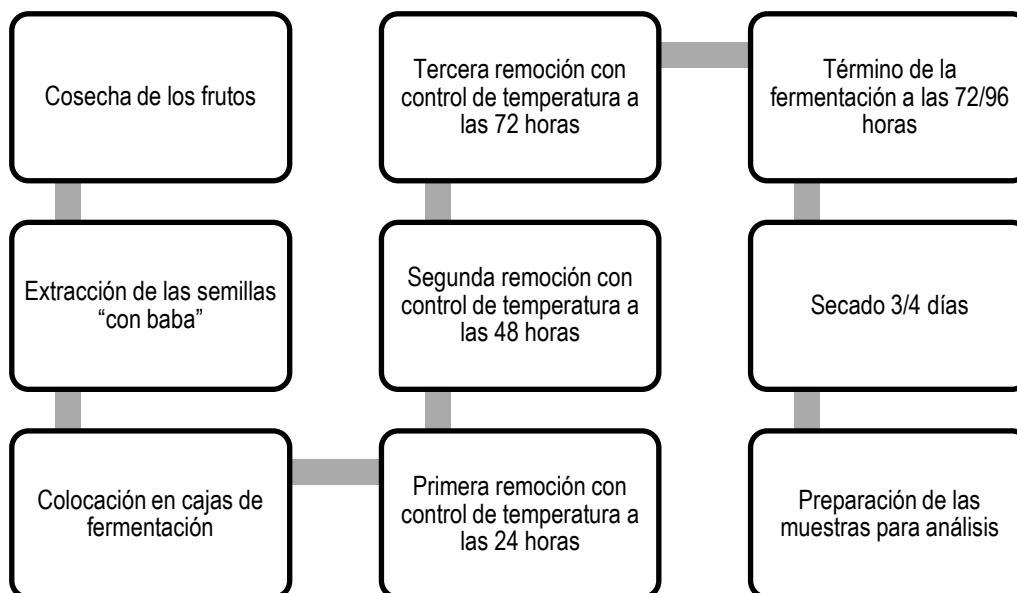 Cosecha de los frutos
Extracción de las semillas
“con baba”
Colocación en cajas de
fermentación
Primera remoción con
control de temperatura a
las 24 horas
Segunda remoción con
control de temperatura a
las 48 horas
Tercera remoción con
control de temperatura a
las 72 horas
Término de la
fermentación a las 72/96
horas
Secado 3/4 días
Preparación de las
muestras para análisis